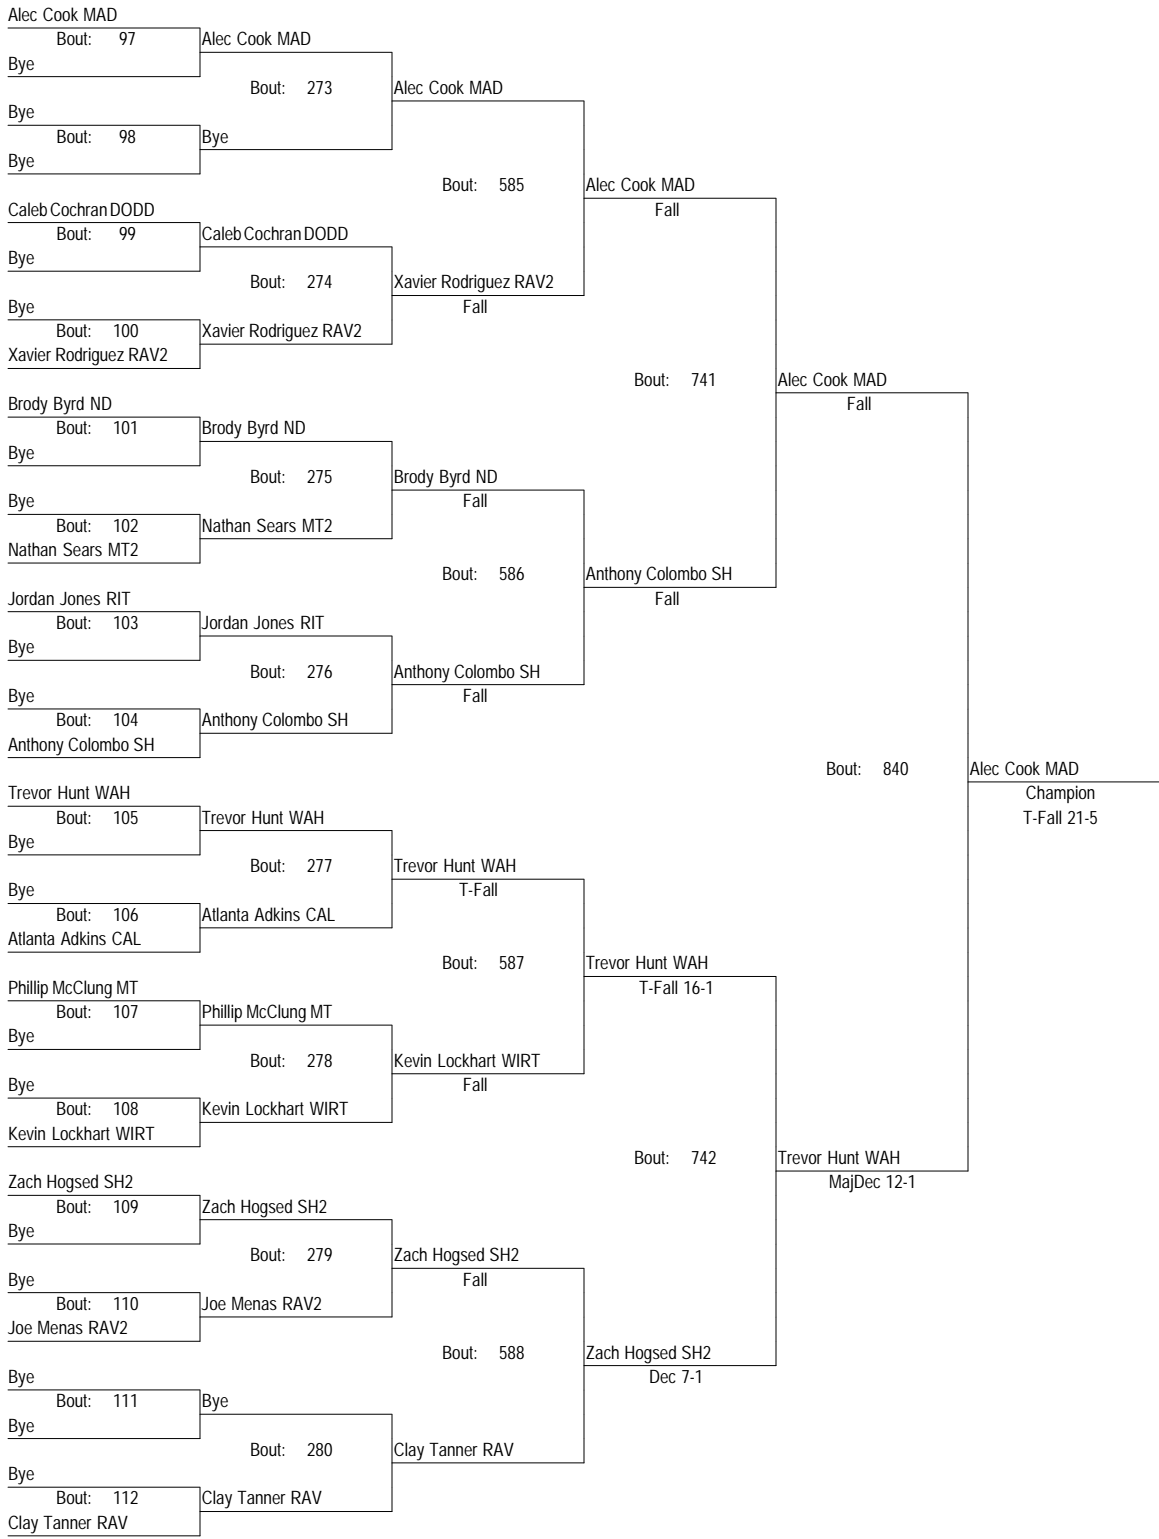 Alec Cook MAD
Bout: 97 Alec Cook MAD
Bye
Bout: 273 Alec Cook MAD
Bye
Bout: 98 Bye
Bye
Bout: 585 Alec Cook MAD
Fall
Caleb Cochran DODD
Bout: 99 Caleb Cochran DODD
Bye
Bout: 274 Xavier Rodriguez RAV2
Fall
Bye
Bout: 100 Xavier Rodriguez RAV2
Xavier Rodriguez RAV2
Bout: 741 Alec Cook MAD
Fall
Brody Byrd ND
Bout: 101 Brody Byrd ND
Bye
Bout: 275 Brody Byrd ND
Fall
Bye
Bout: 102 Nathan Sears MT2
Nathan Sears MT2
Bout: 586 Anthony Colombo SH
Fall
Jordan Jones RIT
Bout: 103 Jordan Jones RIT
Bye
Bout: 276 Anthony Colombo SH
Fall
Bye
Bout: 104 Anthony Colombo SH
Anthony Colombo SH
Bout: 840 Alec Cook MAD
Champion
T-Fall 21-5
Trevor Hunt WAH
Bout: 105 Trevor Hunt WAH
Bye
Bout: 277 Trevor Hunt WAH
T-Fall
Bye
Bout: 106 Atlanta Adkins CAL
Atlanta Adkins CAL
Bout: 587 Trevor Hunt WAH
T-Fall 16-1
Phillip McClung MT
Bout: 107 Phillip McClung MT
Bye
Bout: 278 Kevin Lockhart WIRT
Fall
Bye
Bout: 108 Kevin Lockhart WIRT
Kevin Lockhart WIRT
Bout: 742 Trevor Hunt WAH
MajDec 12-1
Zach Hogsed SH2
Bout: 109 Zach Hogsed SH2
Bye
Bout: 279 Zach Hogsed SH2
Fall
Bye
Bout: 110 Joe Menas RAV2
Joe Menas RAV2
Bout: 588 Zach Hogsed SH2
Dec 7-1
Bye
Bout: 111 Bye
Bye
Bout: 280 Clay Tanner RAV
Bye
Bout: 112 Clay Tanner RAV
Clay Tanner RAV